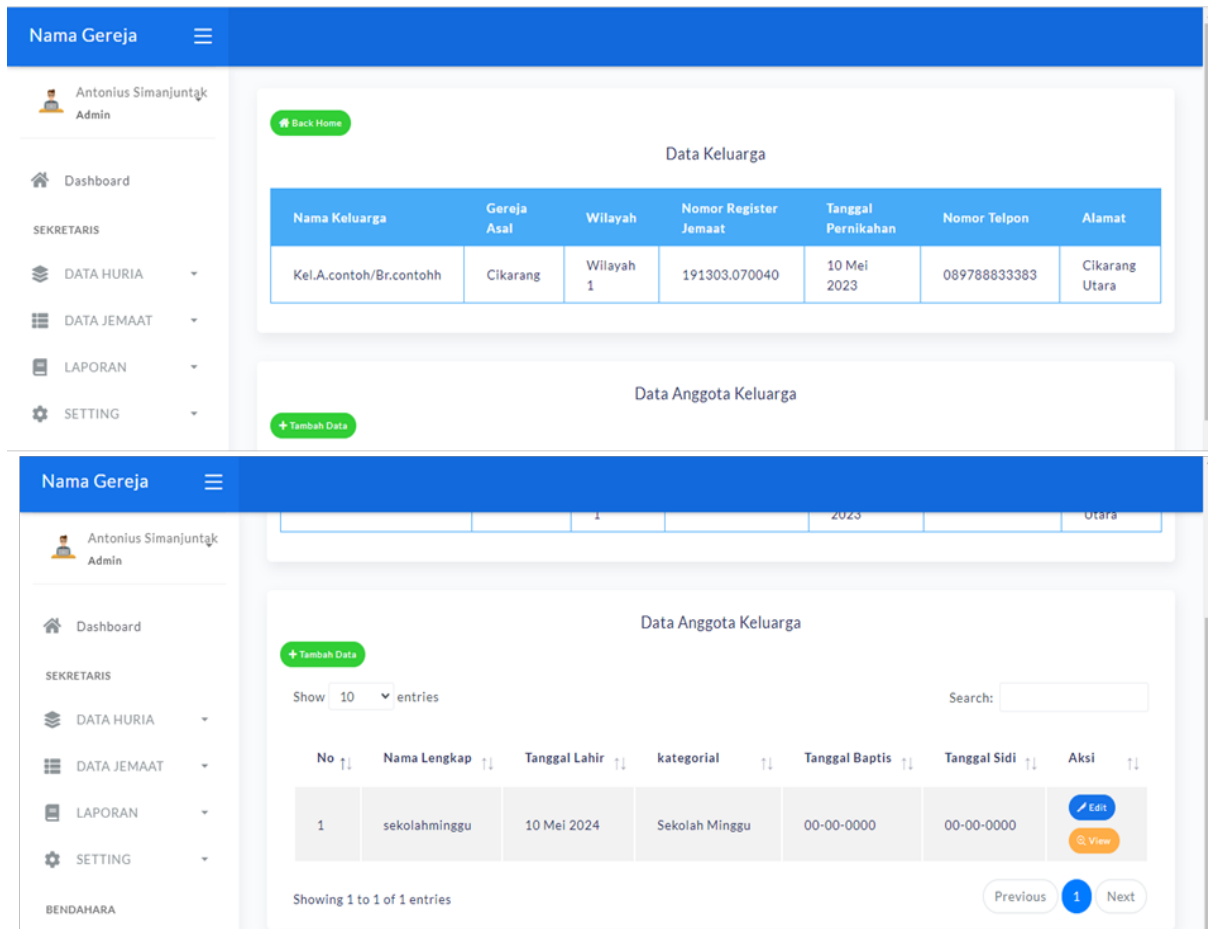 Nama Gereja
Antonius Simanjuntak
Admin
Back Home
Data Keluarga
Dashboard
Nama Keluarga
Gereja Asal
Wilayah
Nomor Register Jemaat
Tanggal Pernikahan
Nomor Telpon
Alamat
SEKRETARIS
Kel.A.contoh/Br.contohh
Cikarang
Wilayah 1
191303.070040
10 Mei 2023
089788833383
Cikarang Utara
DATA HURIA
DATA JEMAAT
LAPORAN
SETTING
Data Anggota Keluarga
+ Tambah Data
Nama Gereja
1
2023
Utara
Antonius Simanjuntak
Admin
Dashboard
Data Anggota Keluarga
+ Tambah Data
SEKRETARIS
Show 10 entries
Search:
DATA HURIA
DATA JEMAAT
LAPORAN
SETTING
BENDAHARA
No
Nama Lengkap
Tanggal Lahir
kategorial
Tanggal Baptis
Tanggal Sidi
Aksi
1
sekolahminggu
10 Mei 2024
Sekolah Minggu
00-00-0000
00-00-0000
Edit
View
Showing 1 to 1 of 1 entries
Previous
1
Next